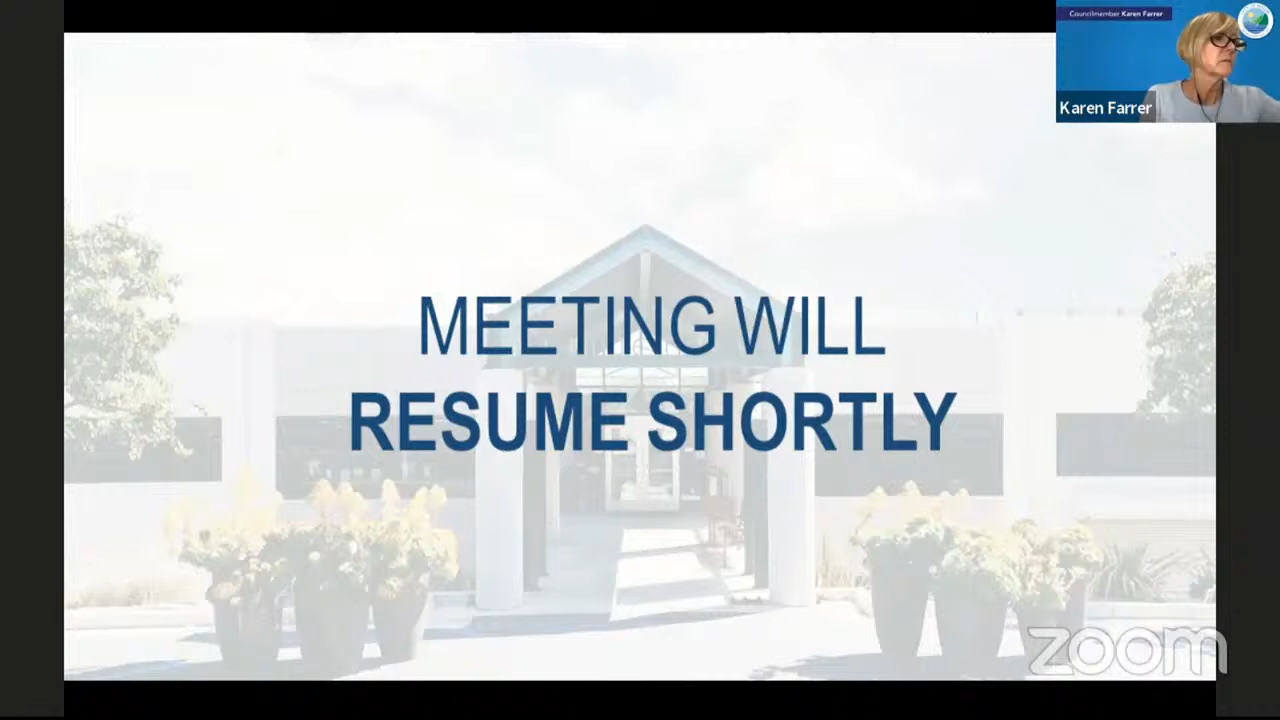 Councilmember Karen Farrer
Karen Farrer
MEETING WILL
RESUME SHORTLY
zoom